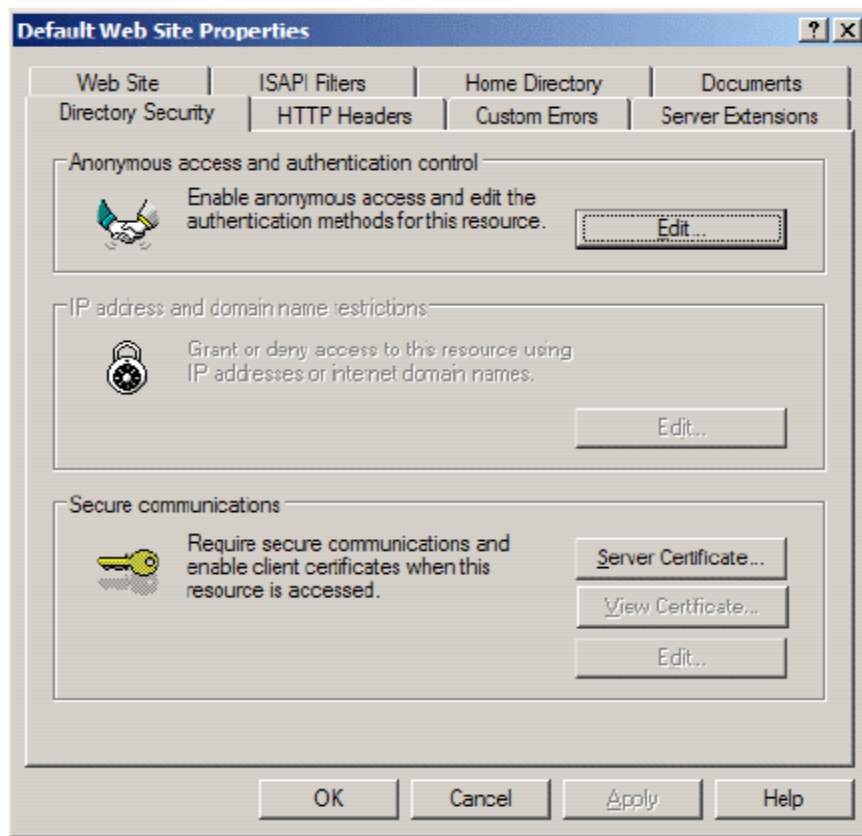 Default Web Site Properties
Web Site ISAPI Filters Home Directory Documents
Directory Security HTTP Headers Custom Errors Server Extensions
Anonymous access and authentication control
Enable anonymous access and edit the
authentication methods for this resource.
Edit...
IP address and domain name restrictions
Grant or deny access to this resource using
IP addresses or internet domain names.
Edit...
Secure communications
Require secure communications and
enable client certificates when this
resource is accessed.
Server Certificate...
View Certificate...
Edit...
OK Cancel Apply Help